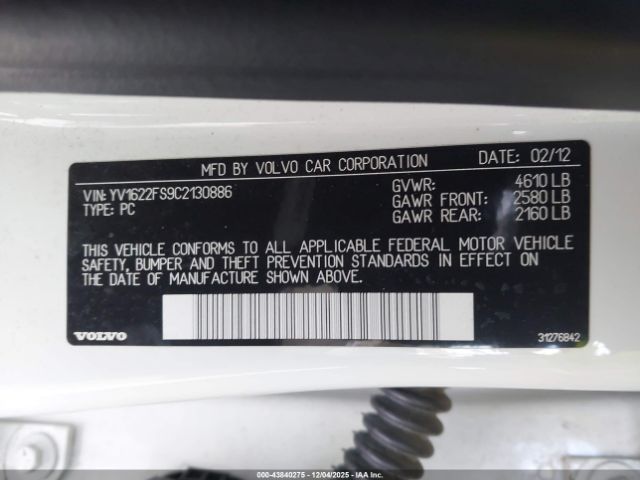 MFD BY VOLVO CAR CORPORATION DATE: 02/12
VIN: YV1622FS9C2130886 GVWR: 4610 LB
TYPE: PC GAWR FRONT: 2580 LB
GAWR REAR: 2160 LB
THIS VEHICLE CONFORMS TO ALL APPLICABLE FEDERAL MOTOR VEHICLE
SAFETY, BUMPER AND THEFT PREVENTION STANDARDS IN EFFECT ON
THE DATE OF MANUFACTURE SHOWN ABOVE.
VOLVO 31276842
000-43840275 - 12/04/2025 - IAA, Inc.